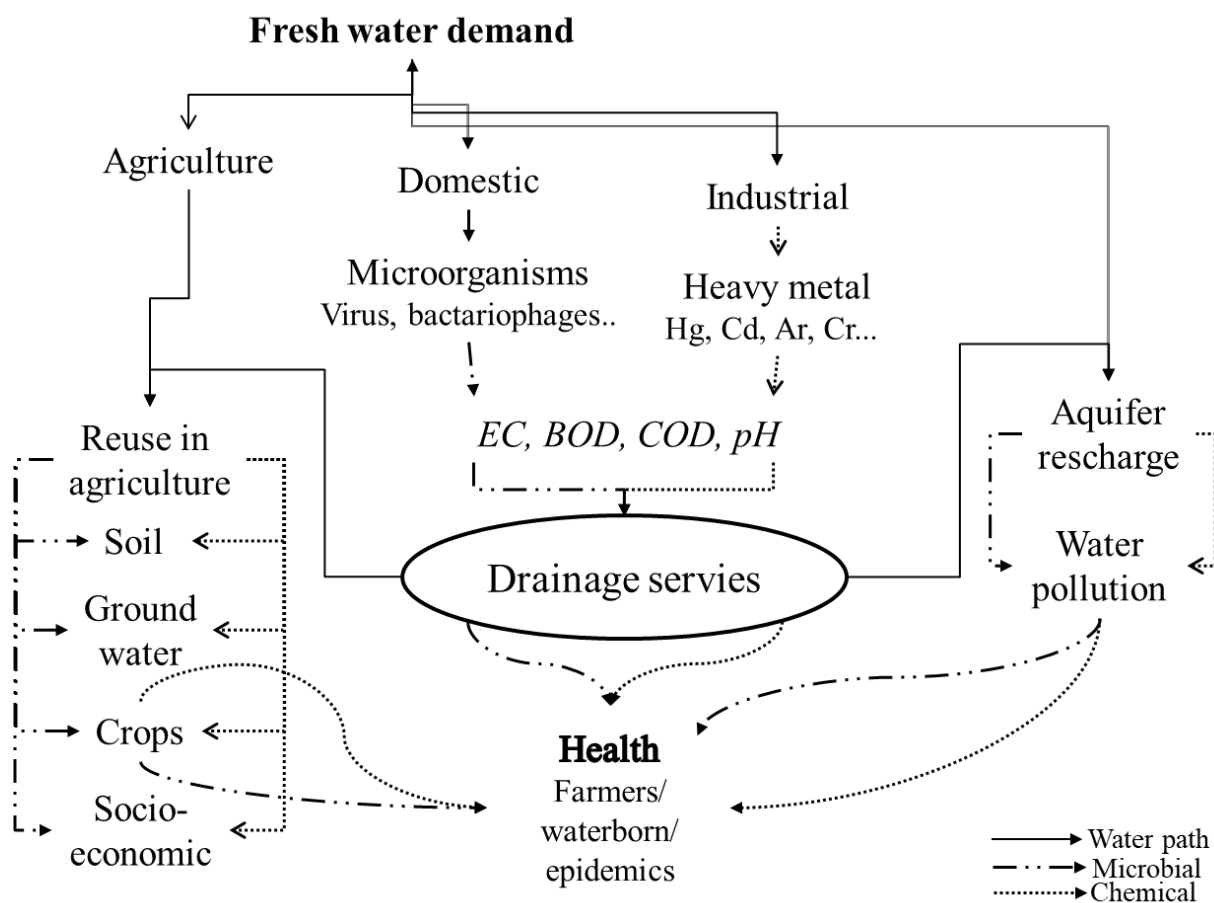 Fresh water demand
Agriculture
Domestic
Industrial
Microorganisms
Virus, bactariophages..
Heavy metal
Hg, Cd, Ar, Cr...
EC, BOD, COD, pH
Reuse in
agriculture
Aquifer
rescharge
Soil
Drainage servies
Water
pollution
Ground
water
Crops
Health
Farmers/
waterborn/
epidemics
Socio-
economic
Water path
Microbial
Chemical